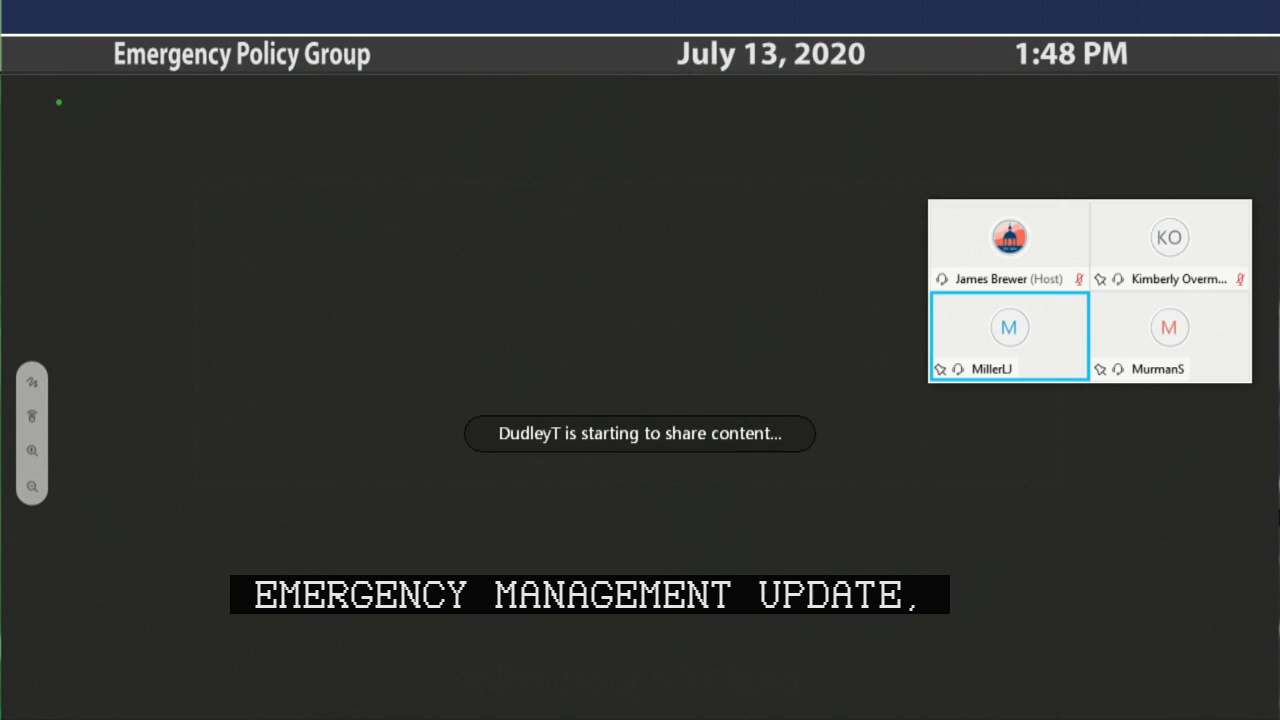 Emergency Policy Group July 13, 2020 1:48 PM
KO
James Brewer (Host) Kimberly Overm...
M M
MillerLJ MurmanS
DudleyT is starting to share content...
EMERGENCY MANAGEMENT UPDATE,